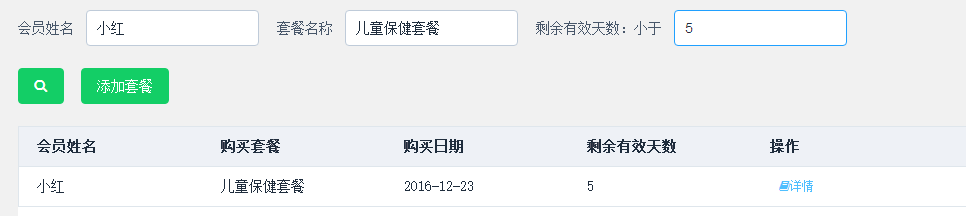 会员姓名 小红 套餐名称 儿童保健套餐 剩余有效天数：小于 5
添加套餐
会员姓名 购买套餐 购买日期 剩余有效天数 操作
小红 儿童保健套餐 2016-12-23 5 详情